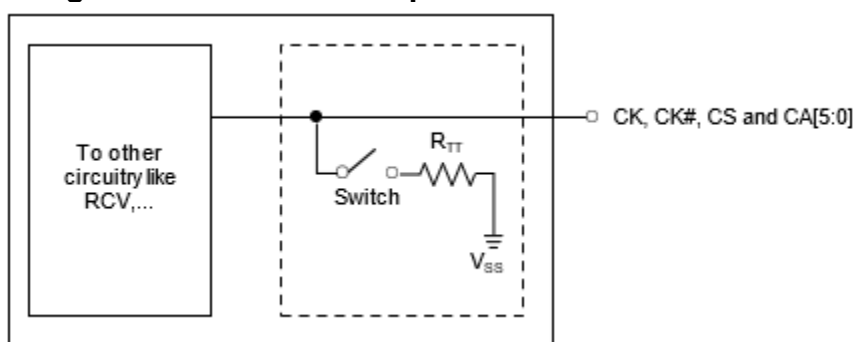 To other
circuitry like
RCV,...
CK, CK#, CS and CA[5:0]
RTT
Switch
VSS